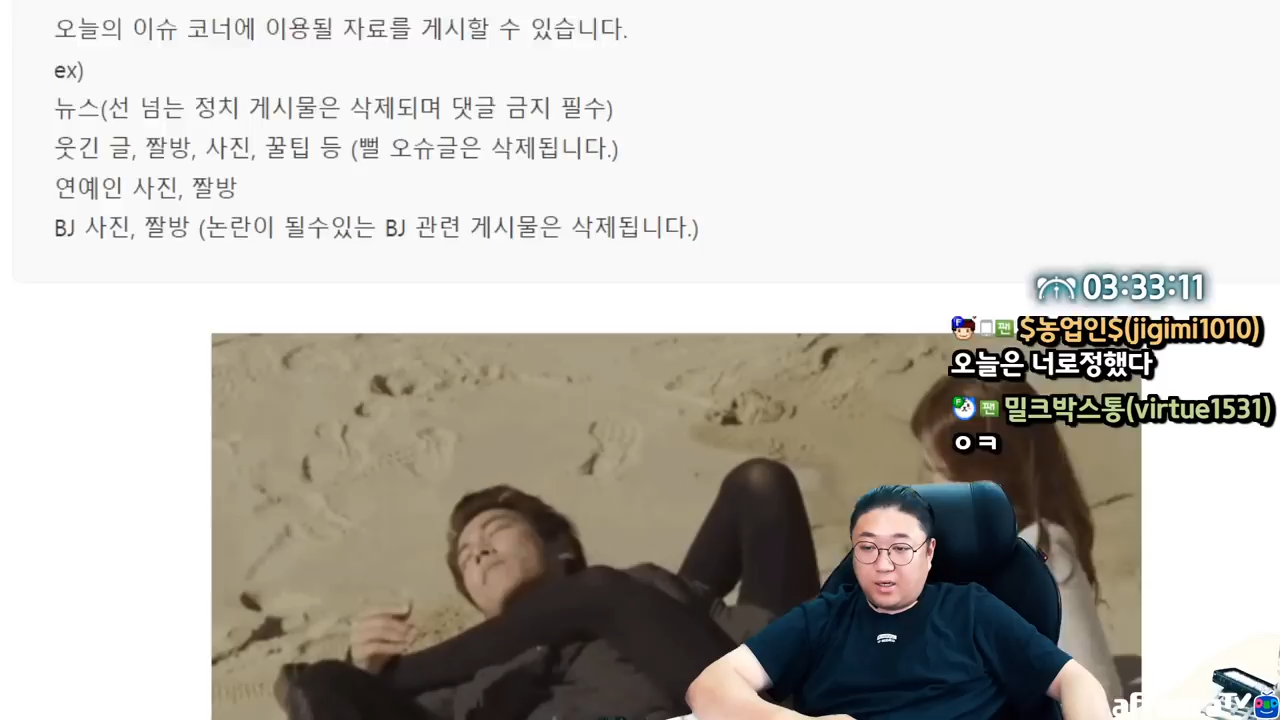 오늘의 이슈 코너에 이용될 자료를 게시할 수 있습니다.
ex)
뉴스(선 넘는 정치 게시물은 삭제되며 댓글 금지 필수)
웃긴 글, 짤방, 사진, 꿀팁 등 (뻘 오슈글은 삭제됩니다.)
연예인 사진, 짤방
BJ 사진, 짤방 (논란이 될수있는 BJ 관련 게시물은 삭제됩니다.)
03:33:11
팬 $농업인$(jigimi1010)
오늘은 너로정했다
팬 밀크박스통(virtue1531)
ㅇㅋ